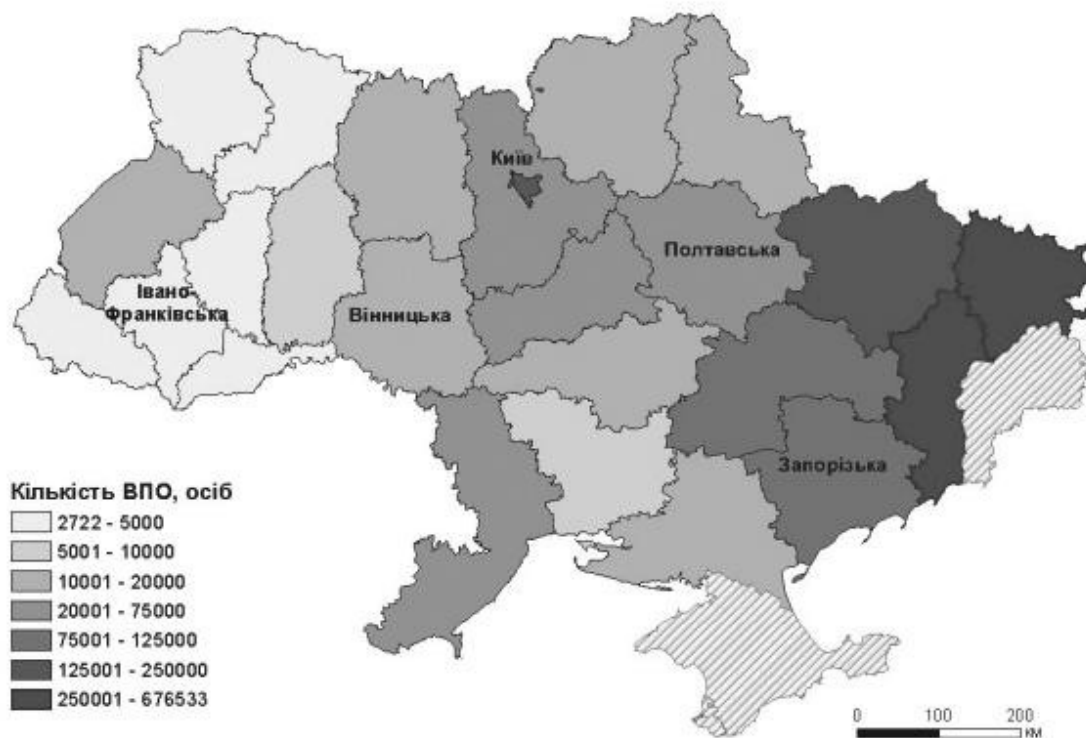 Київ
Полтавська
Івано-
Франківська
Вінницька
Запорізька
Кількість ВПО, осіб
2722 - 5000
5001 - 10000
10001 - 20000
20001 - 75000
75001 - 125000
125001 - 250000
250001 - 676533
0 100 200
КМ